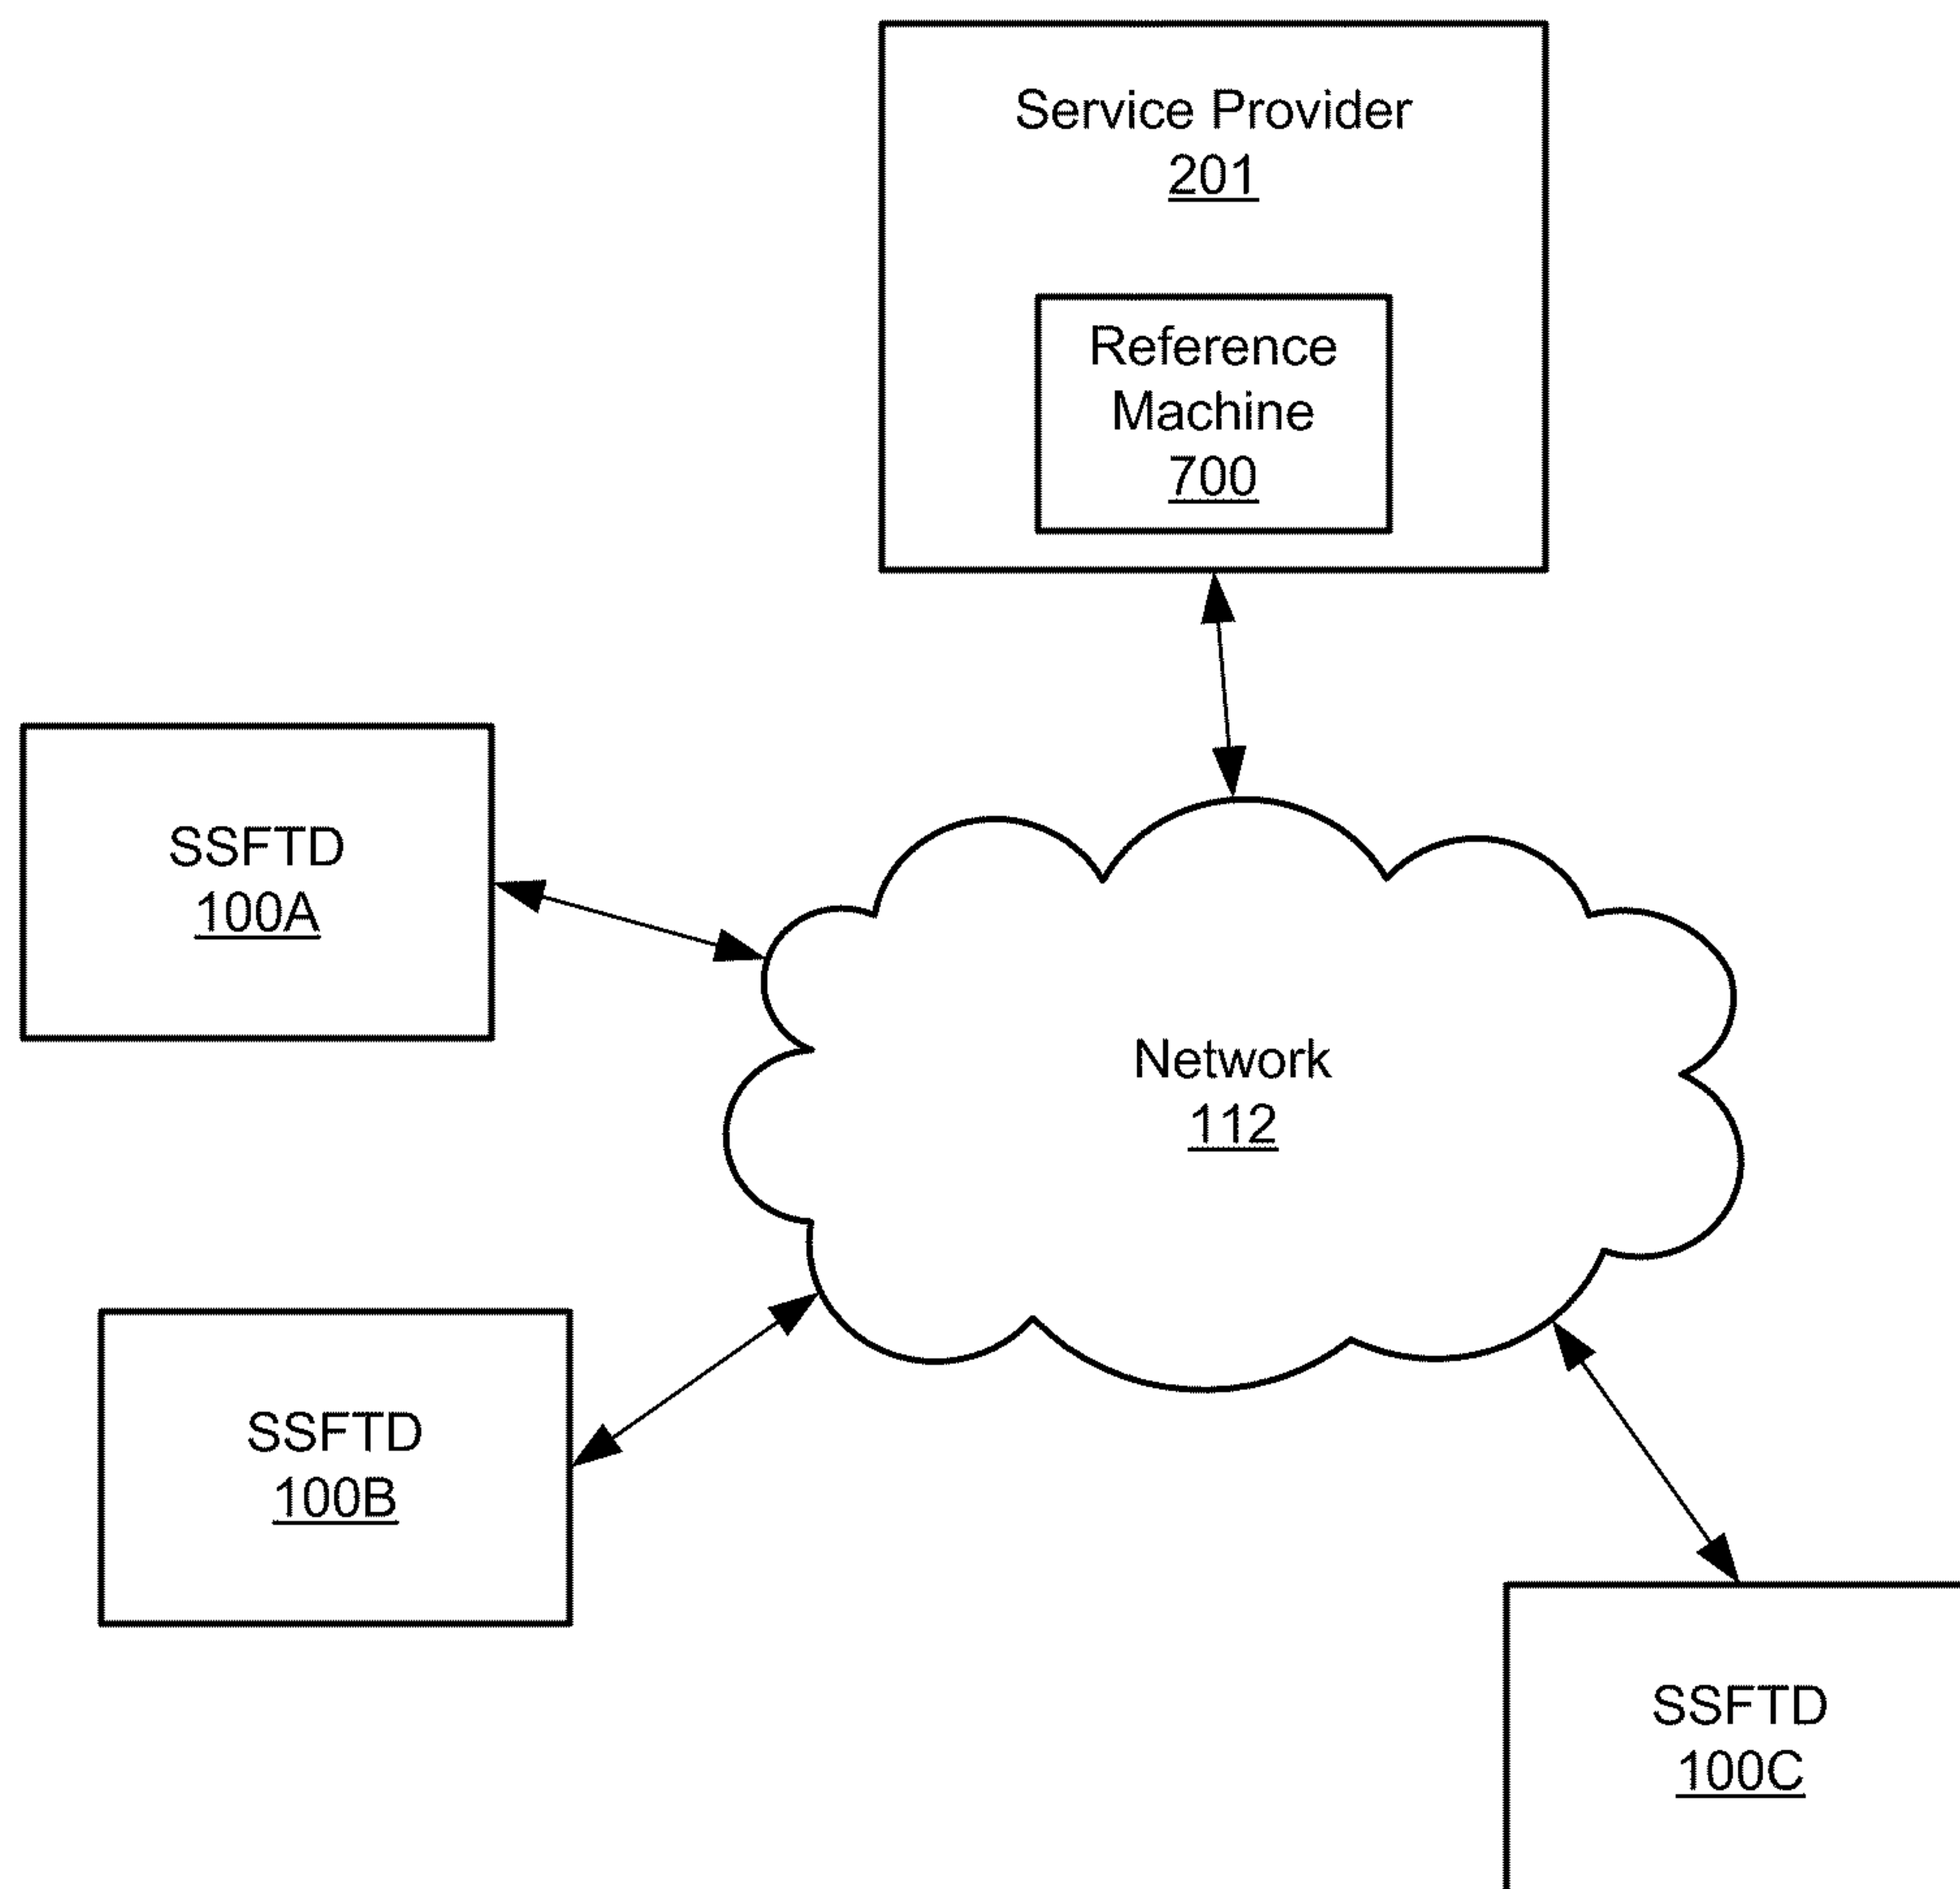 Service Provider
201
Reference
Machine
700
SSFTD
100A
Network
112
SSFTD
100B
SSFTD
100C